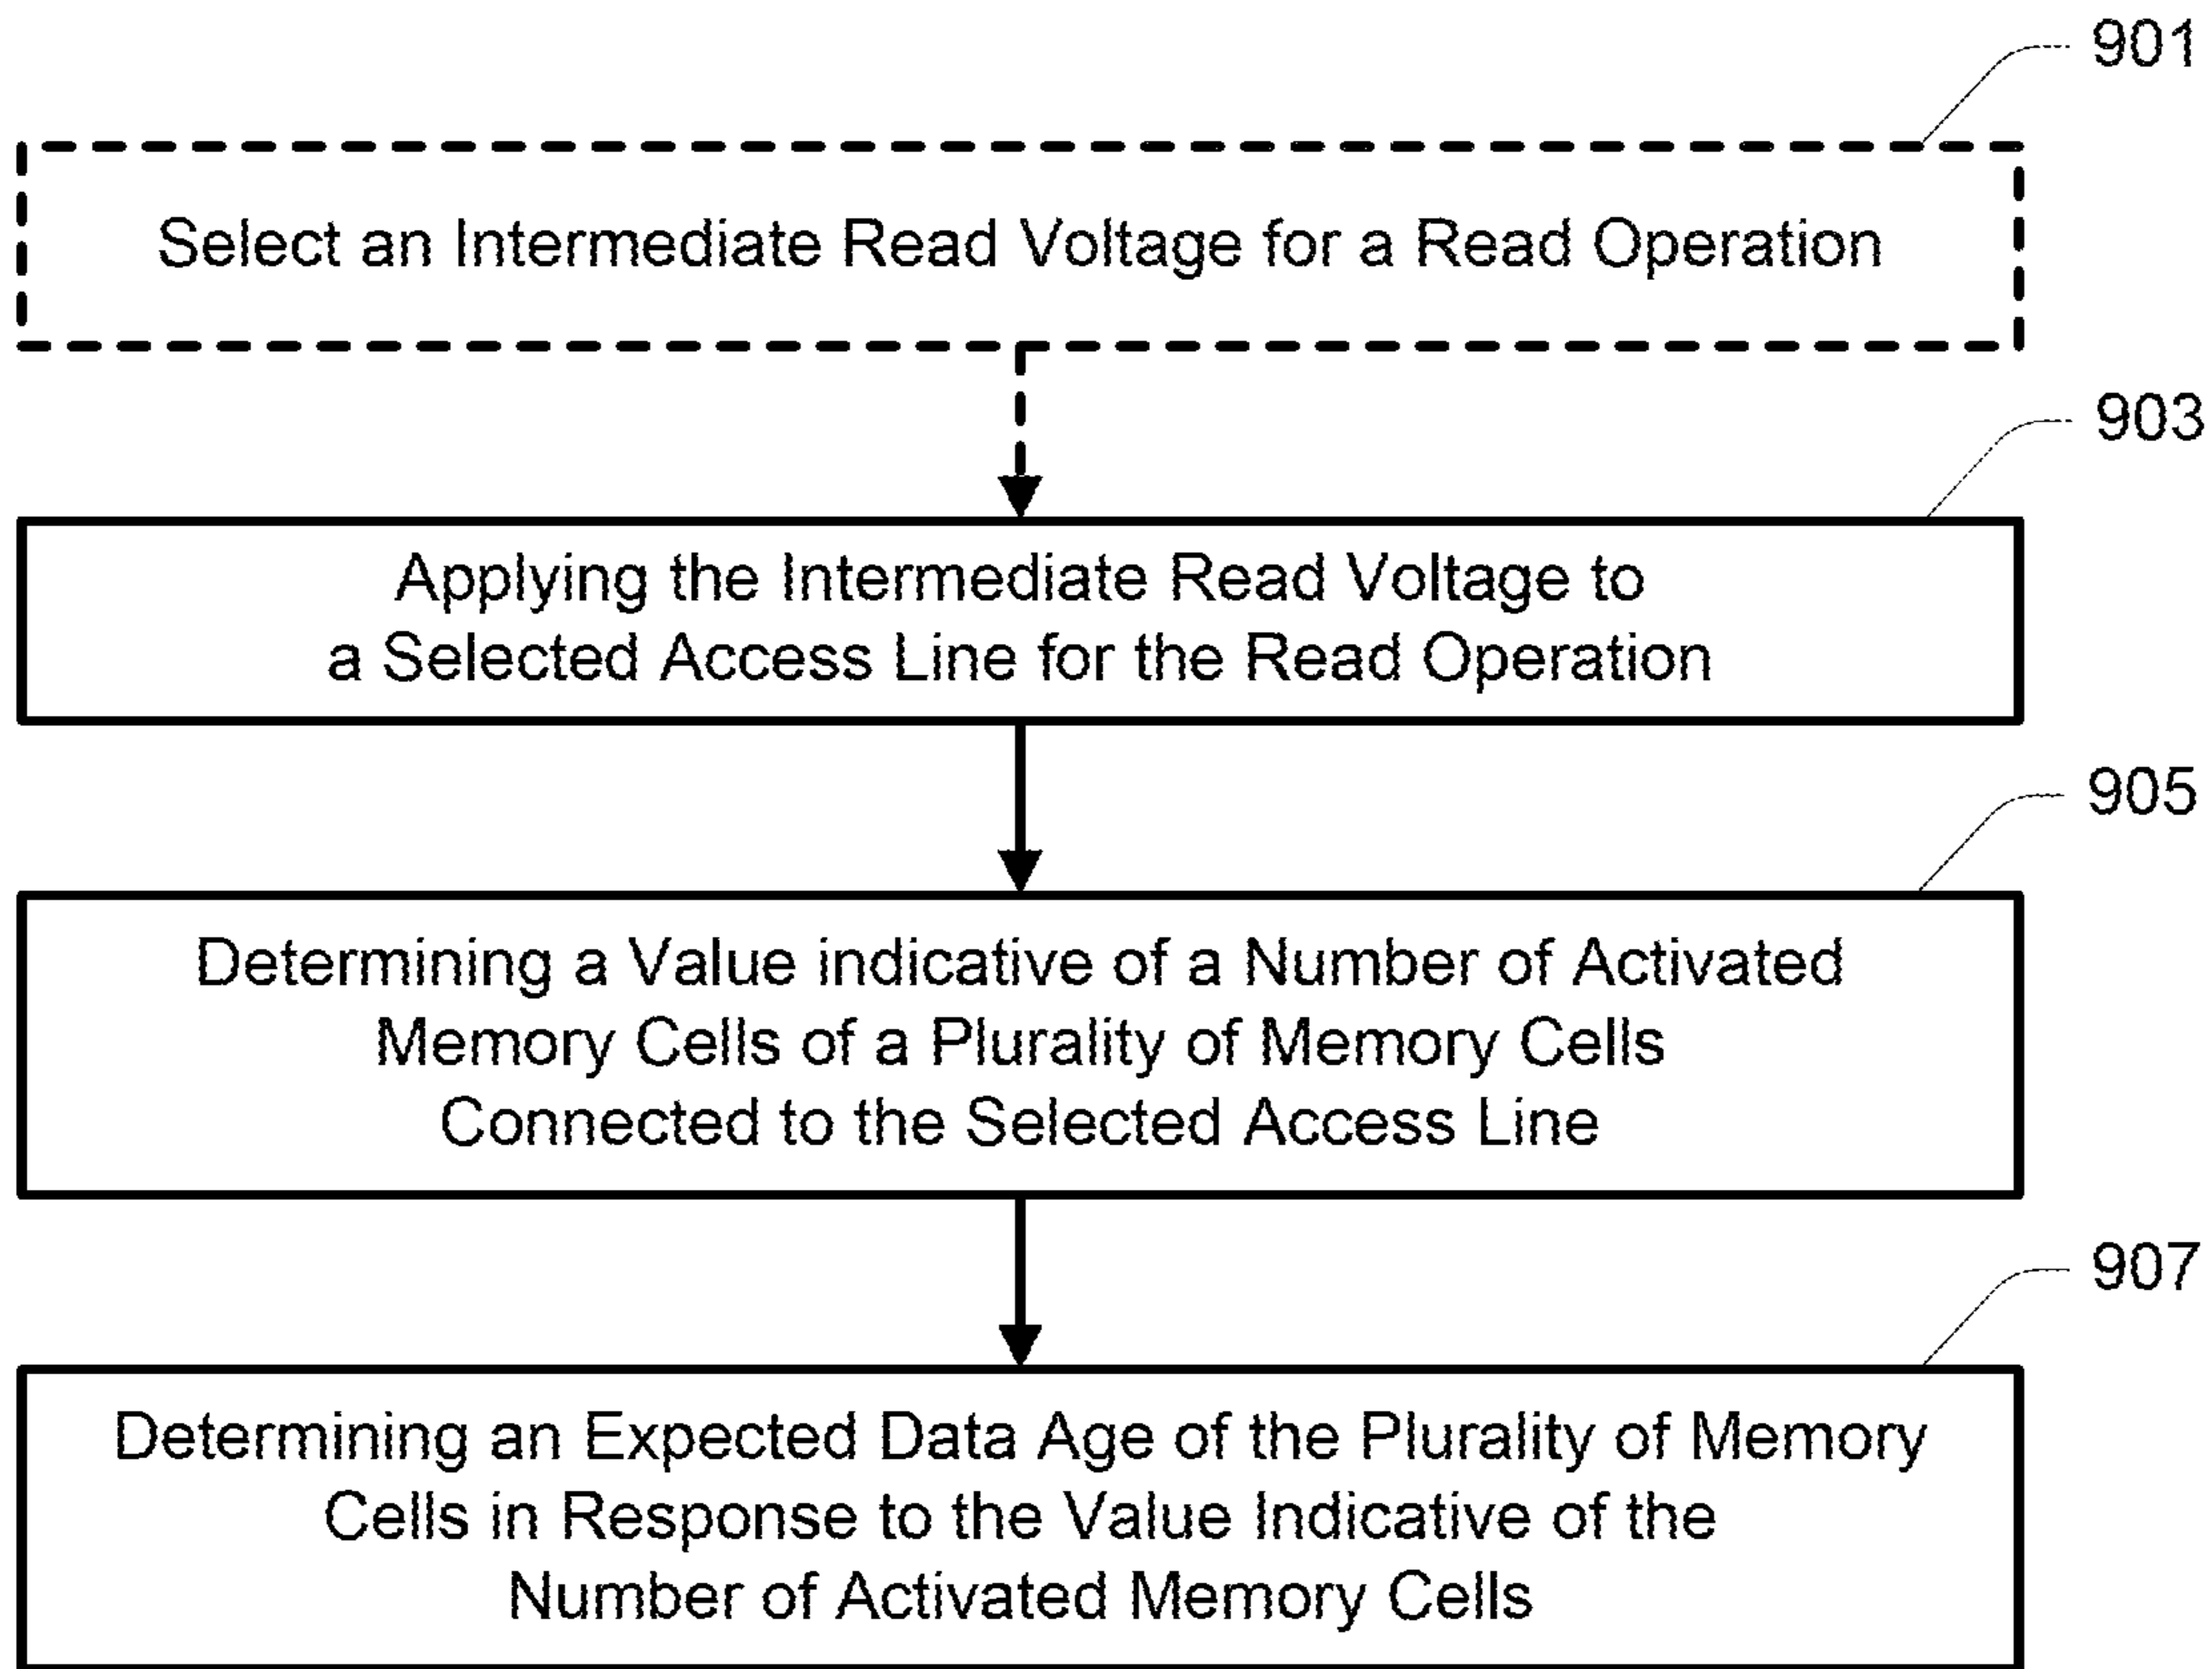 901
Select an Intermediate Read Voltage for a Read Operation
903
Applying the Intermediate Read Voltage to
a Selected Access Line for the Read Operation
905
Determining a Value indicative of a Number of Activated
Memory Cells of a Plurality of Memory Cells
Connected to the Selected Access Line
907
Determining an Expected Data Age of the Plurality of Memory
Cells in Response to the Value Indicative of the
Number of Activated Memory Cells